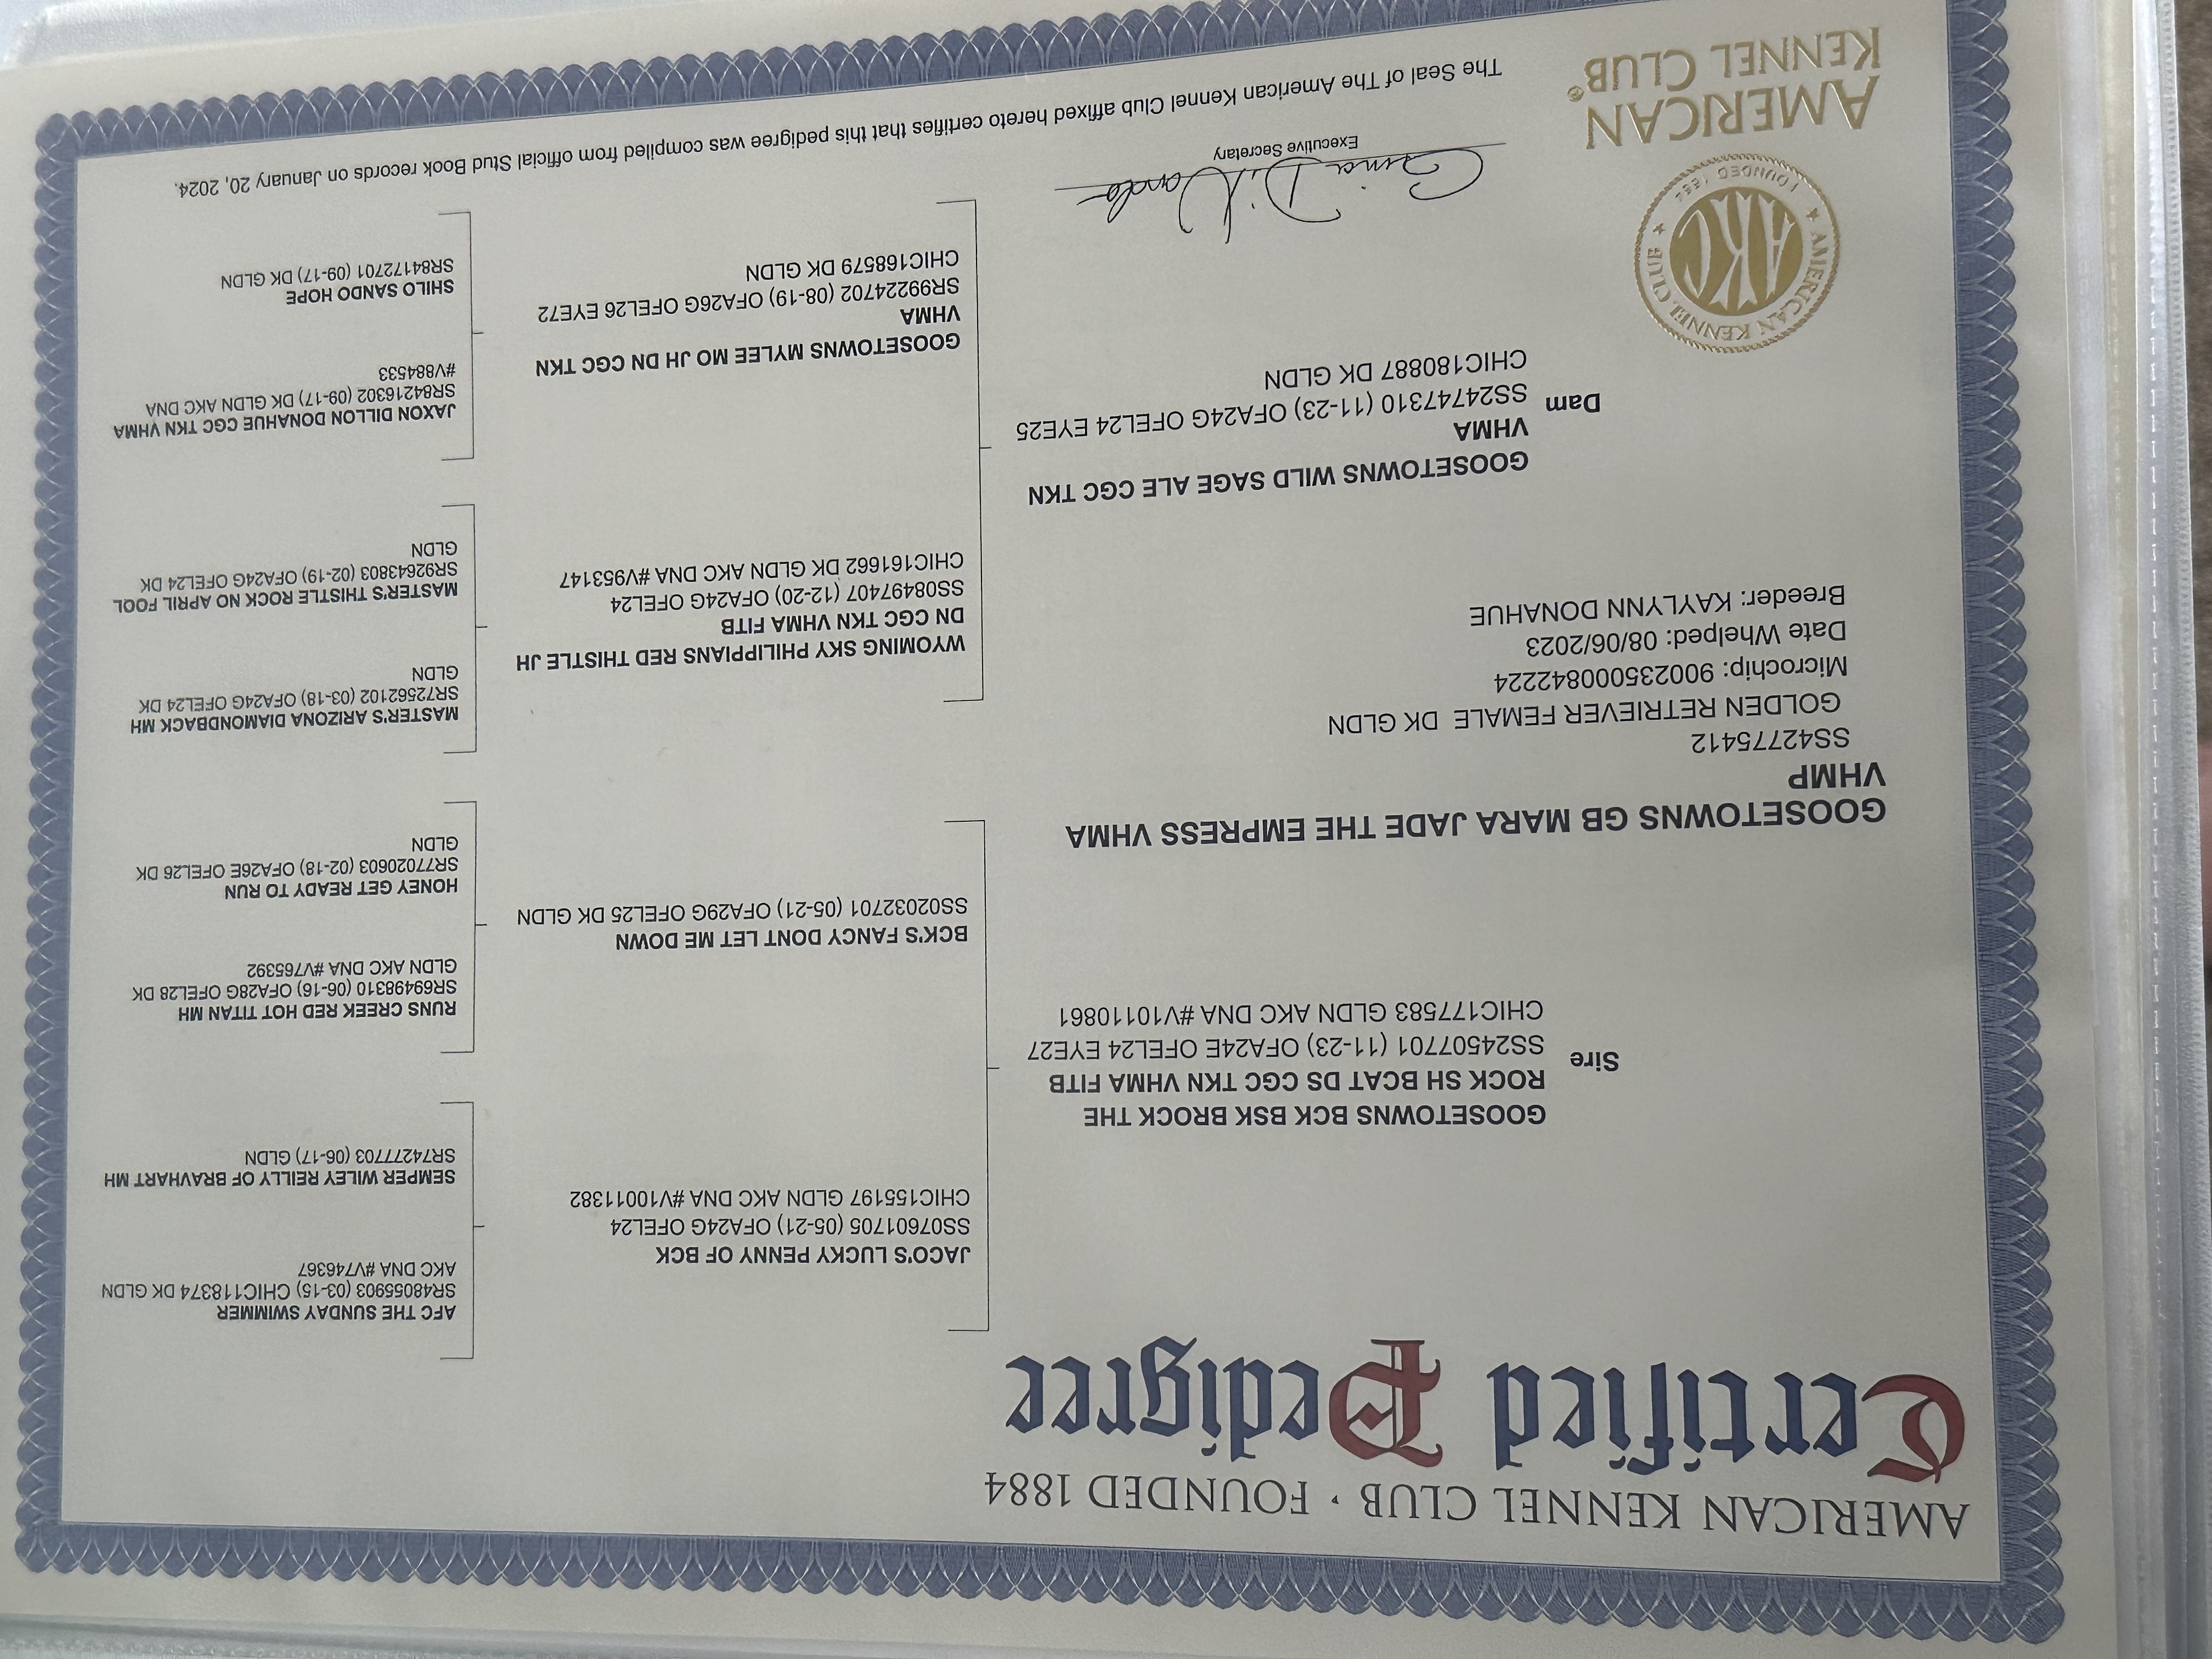 AMERICAN KENNEL CLUB · FOUNDED 1884
Certified Pedigree
GOOSETOWNS GB MARA JADE THE EMPRESS VHMA
VHMP
SS42775412
GOLDEN RETRIEVER FEMALE DK GLDN
Microchip: 900235000842224
Date Whelped: 08/06/2023
Breeder: KAYLYNN DONAHUE
Sire
GOOSETOWNS BCK BSK BROCK THE
ROCK SH BCAT DS CGC TKN VHMA FITB
SS24507701 (11-23) OFA24E OFEL24 EYE27
CHIC177583 GLDN AKC DNA #V10110861
Dam
GOOSETOWNS WILD SAGE ALE CGC TKN
VHMA
SS24747310 (11-23) OFA24G OFEL24 EYE25
CHIC180887 DK GLDN
JACO'S LUCKY PENNY OF BCK
SS07601705 (05-21) OFA24G OFEL24
CHIC155197 GLDN AKC DNA #V10011382
BCK'S FANCY DONT LET ME DOWN
SS02032701 (05-21) OFA29G OFEL25 DK GLDN
WYOMING SKY PHILIPPIANS RED THISTLE JH
DN CGC TKN VHMA FITB
SS08497407 (12-20) OFA24G OFEL24
CHIC161662 DK GLDN AKC DNA #V953147
GOOSETOWNS MYLEE MO JH DN CGC TKN
VHMA
SR99224702 (08-19) OFA26G OFEL26 EYE72
CHIC168579 DK GLDN
AFC THE SUNDAY SWIMMER
SR48055903 (03-15) CHIC118374 DK GLDN
AKC DNA #V746367
SEMPER WILEY REILLY OF BRAVHART MH
SR74277703 (06-17) GLDN
RUNS CREEK RED HOT TITAN MH
SR69498310 (06-16) OFA28G OFEL28 DK
GLDN AKC DNA #V765392
HONEY GET READY TO RUN
SR77020603 (02-18) OFA26E OFEL26 DK
GLDN
MASTER'S ARIZONA DIAMONDBACK MH
SR72562102 (03-18) OFA24G OFEL24 DK
GLDN
MASTER'S THISTLE ROCK NO APRIL FOOL
SR92643803 (02-19) OFA24G OFEL24 DK
GLDN
JAXON DILLON DONAHUE CGC TKN VHMA
SR84216302 (09-17) DK GLDN AKC DNA
#V884533
SHILO SANDO HOPE
SR84172701 (09-17) DK GLDN
AMERICAN KENNEL CLUB
AKC
FOUNDED 1884
AMERICAN
KENNEL CLUB®
Gina DiNardo
Executive Secretary
The Seal of The American Kennel Club affixed hereto certifies that this pedigree was compiled from official Stud Book records on January 20, 2024.